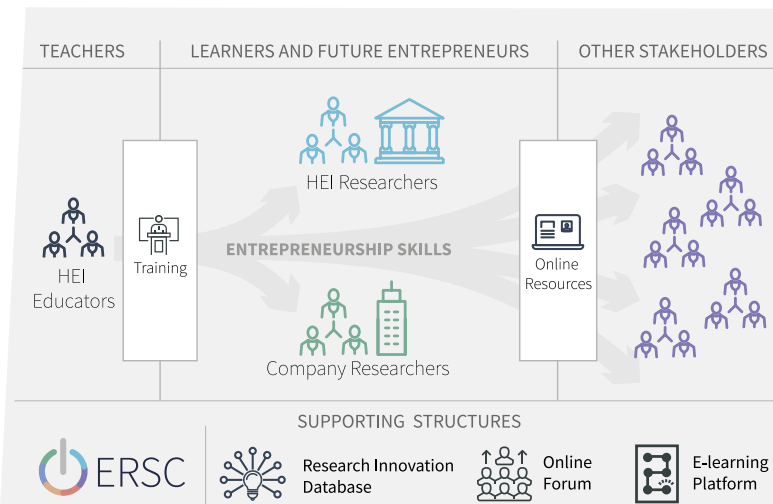 TEACHERS
LEARNERS AND FUTURE ENTREPRENEURS
OTHER STAKEHOLDERS
HEI Researchers
HEI
Educators
Training
ENTREPRENEURSHIP SKILLS
Online
Resources
Company Researchers
SUPPORTING STRUCTURES
ERSC
Research Innovation
Database
Online
Forum
E-learning
Platform